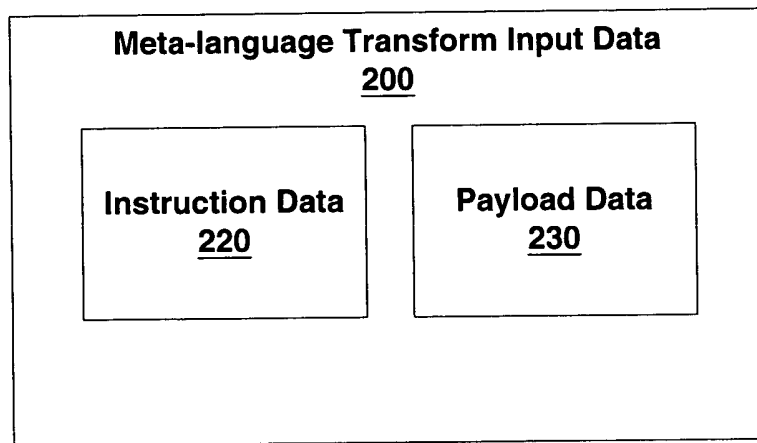 Meta-language Transform Input Data
200
Instruction Data
220
Payload Data
230